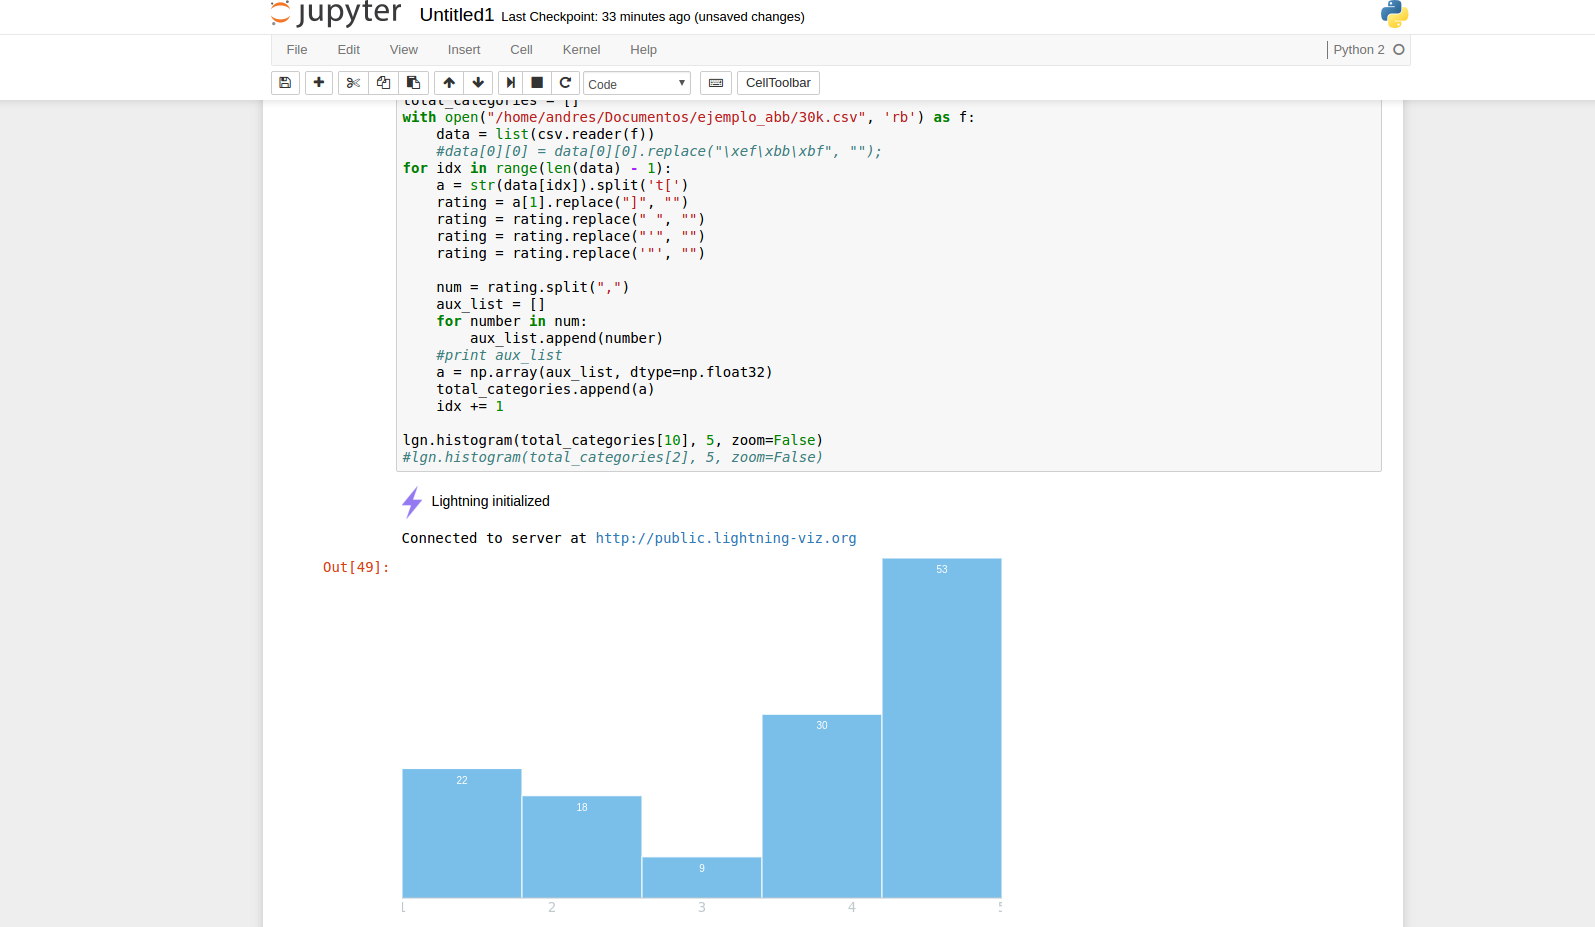 jupyter Untitled1 Last Checkpoint: 33 minutes ago (unsaved changes)
File Edit View Insert Cell Kernel Help Python 2
Code CellToolbar
total_categories = []
with open("/home/andres/Documentos/ejemplo_abb/30k.csv", 'rb') as f:
    data = list(csv.reader(f))
    #data[0][0] = data[0][0].replace("\xef\xbb\xbf", "");
for idx in range(len(data) - 1):
    a = str(data[idx]).split('t[')
    rating = a[1].replace("]", "")
    rating = rating.replace(" ", "")
    rating = rating.replace("'", "")
    rating = rating.replace('"', "")
    num = rating.split(",")
    aux_list = []
    for number in num:
        aux_list.append(number)
    #print aux_list
    a = np.array(aux_list, dtype=np.float32)
    total_categories.append(a)
    idx += 1
lgn.histogram(total_categories[10], 5, zoom=False)
#lgn.histogram(total_categories[2], 5, zoom=False)
Lightning initialized
Connected to server at http://public.lightning-viz.org
Out[49]:
53
30
22
18
9
1 2 3 4 5